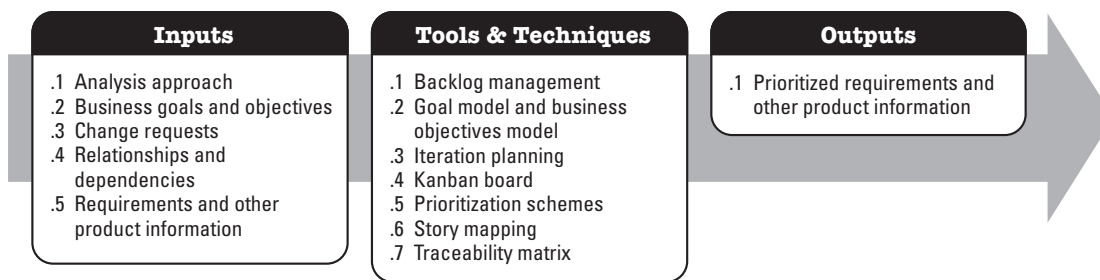 Inputs
.1 Analysis approach
.2 Business goals and objectives
.3 Change requests
.4 Relationships and
dependencies
.5 Requirements and other
product information
Tools & Techniques
.1 Backlog management
.2 Goal model and business
objectives model
.3 Iteration planning
.4 Kanban board
.5 Prioritization schemes
.6 Story mapping
.7 Traceability matrix
Outputs
.1 Prioritized requirements and
other product information